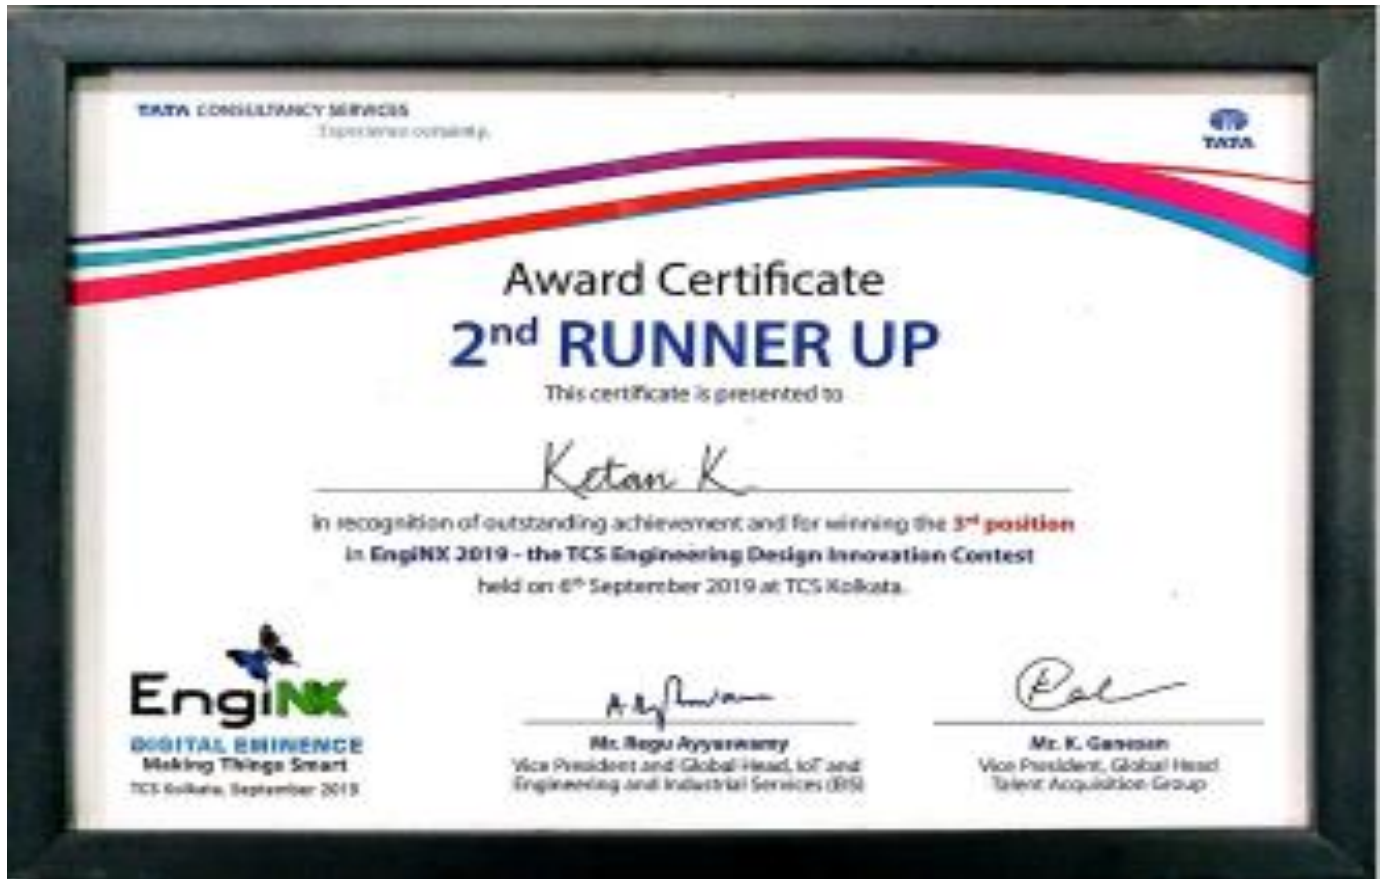 TATA CONSULTANCY SERVICES
Experience certainty.
TATA
Award Certificate
2nd RUNNER UP
This certificate is presented to
Ketan K
in recognition of outstanding achievement and for winning the 3rd position
in EngiNX 2019 - the TCS Engineering Design Innovation Contest
held on 6th September 2019 at TCS Kolkata.
EngiNX
DIGITAL EMINENCE
Making Things Smart
TCS Kolkata, September 2019
Mr. Regu Ayyaswamy
Vice President and Global Head, IoT and
Engineering and Industrial Services (EIS)
Mr. K. Ganesan
Vice President, Global Head
Talent Acquisition Group